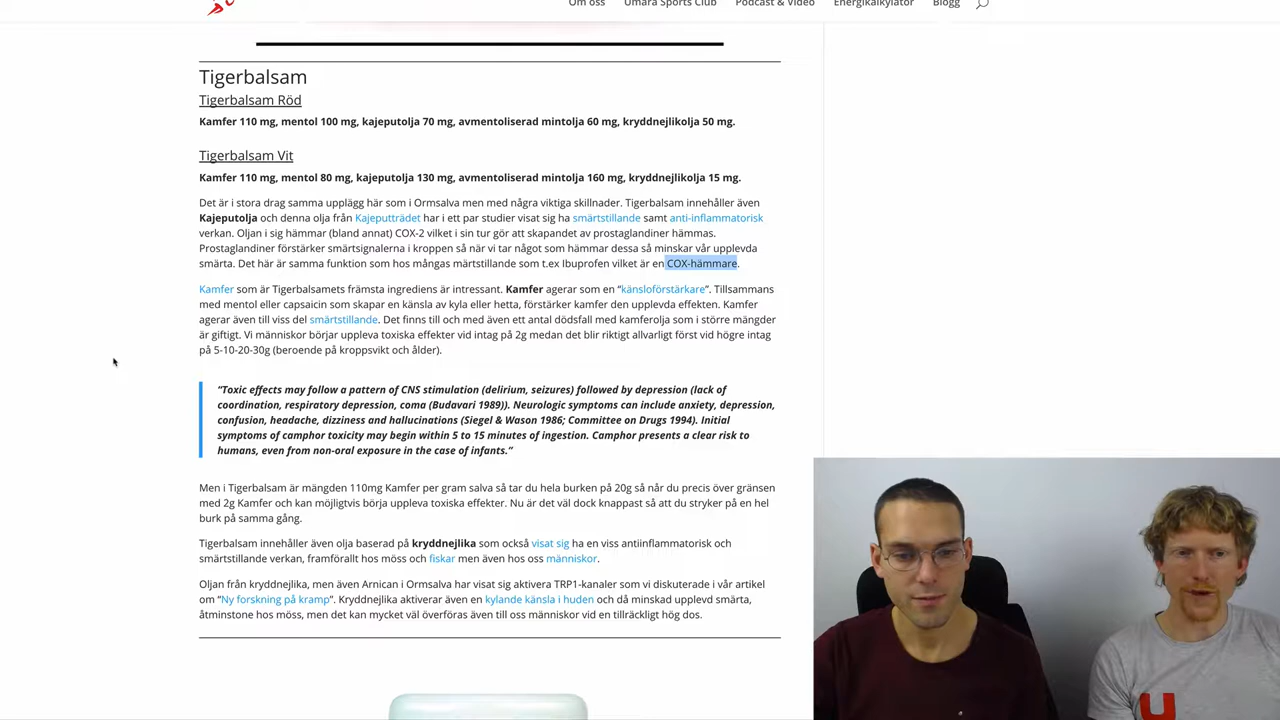 Om oss Umara Sports Club Podcast & Video Energikalkylator Blogg
Tigerbalsam
Tigerbalsam Röd
Kamfer 110 mg, mentol 100 mg, kajeputolja 70 mg, avmentoliserad mintolja 60 mg, kryddnejlikolja 50 mg.
Tigerbalsam Vit
Kamfer 110 mg, mentol 80 mg, kajeputolja 130 mg, avmentoliserad mintolja 160 mg, kryddnejlikolja 15 mg.
Det är i stora drag samma upplägg här som i Ormsalva men med några viktiga skillnader. Tigerbalsam innehåller även
Kajeputolja och denna olja från Kajeputträdet har i ett par studier visat sig ha smärtstillande samt anti-inflammatorisk
verkan. Oljan i sig hämmar (bland annat) COX-2 vilket i sin tur gör att skapandet av prostaglandiner hämmas.
Prostaglandiner förstärker smärtsignalerna i kroppen så när vi tar något som hämmar dessa så minskar vår upplevda
smärta. Det här är samma funktion som hos mångas märtstillande som t.ex Ibuprofen vilket är en COX-hämmare.
Kamfer som är Tigerbalsamets främsta ingrediens är intressant. Kamfer agerar som en “känsloförstärkare”. Tillsammans
med mentol eller capsaicin som skapar en känsla av kyla eller hetta, förstärker kamfer den upplevda effekten. Kamfer
agerar även till viss del smärtstillande. Det finns till och med även ett antal dödsfall med kamferolja som i större mängder
är giftigt. Vi människor börjar uppleva toxiska effekter vid intag på 2g medan det blir riktigt allvarligt först vid högre intag
på 5-10-20-30g (beroende på kroppsvikt och ålder).
“Toxic effects may follow a pattern of CNS stimulation (delirium, seizures) followed by depression (lack of
coordination, respiratory depression, coma (Budavari 1989)). Neurologic symptoms can include anxiety, depression,
confusion, headache, dizziness and hallucinations (Siegel & Wason 1986; Committee on Drugs 1994). Initial
symptoms of camphor toxicity may begin within 5 to 15 minutes of ingestion. Camphor presents a clear risk to
humans, even from non-oral exposure in the case of infants.”
Men i Tigerbalsam är mängden 110mg Kamfer per gram salva så tar du hela burken på 20g så når du precis över gränsen
med 2g Kamfer och kan möjligtvis börja uppleva toxiska effekter. Nu är det väl dock knappast så att du stryker på en hel
burk på samma gång.
Tigerbalsam innehåller även olja baserad på kryddnejlika som också visat sig ha en viss antiinflammatorisk och
smärtstillande verkan, framförallt hos möss och fiskar men även hos oss människor.
Oljan från kryddnejlika, men även Arnican i Ormsalva har visat sig aktivera TRP1-kanaler som vi diskuterade i vår artikel
om “Ny forskning på kramp”. Kryddnejlika aktiverar även en kylande känsla i huden och då minskad upplevd smärta,
åtminstone hos möss, men det kan mycket väl överföras även till oss människor vid en tillräckligt hög dos.
U